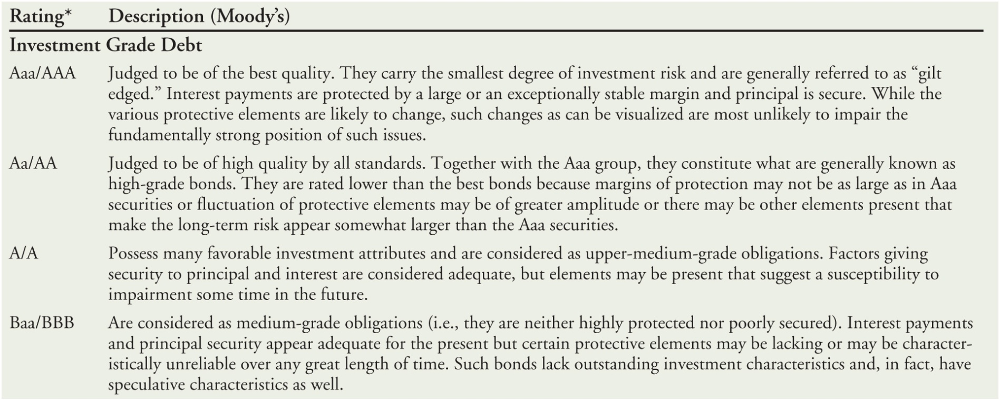 Rating* Description (Moody’s)
Investment Grade Debt
Aaa/AAA Judged to be of the best quality. They carry the smallest degree of investment risk and are generally referred to as “gilt
edged.” Interest payments are protected by a large or an exceptionally stable margin and principal is secure. While the
various protective elements are likely to change, such changes as can be visualized are most unlikely to impair the
fundamentally strong position of such issues.
Aa/AA Judged to be of high quality by all standards. Together with the Aaa group, they constitute what are generally known as
high-grade bonds. They are rated lower than the best bonds because margins of protection may not be as large as in Aaa
securities or fluctuation of protective elements may be of greater amplitude or there may be other elements present that
make the long-term risk appear somewhat larger than the Aaa securities.
A/A Possess many favorable investment attributes and are considered as upper-medium-grade obligations. Factors giving
security to principal and interest are considered adequate, but elements may be present that suggest a susceptibility to
impairment some time in the future.
Baa/BBB Are considered as medium-grade obligations (i.e., they are neither highly protected nor poorly secured). Interest payments
and principal security appear adequate for the present but certain protective elements may be lacking or may be character-
istically unreliable over any great length of time. Such bonds lack outstanding investment characteristics and, in fact, have
speculative characteristics as well.